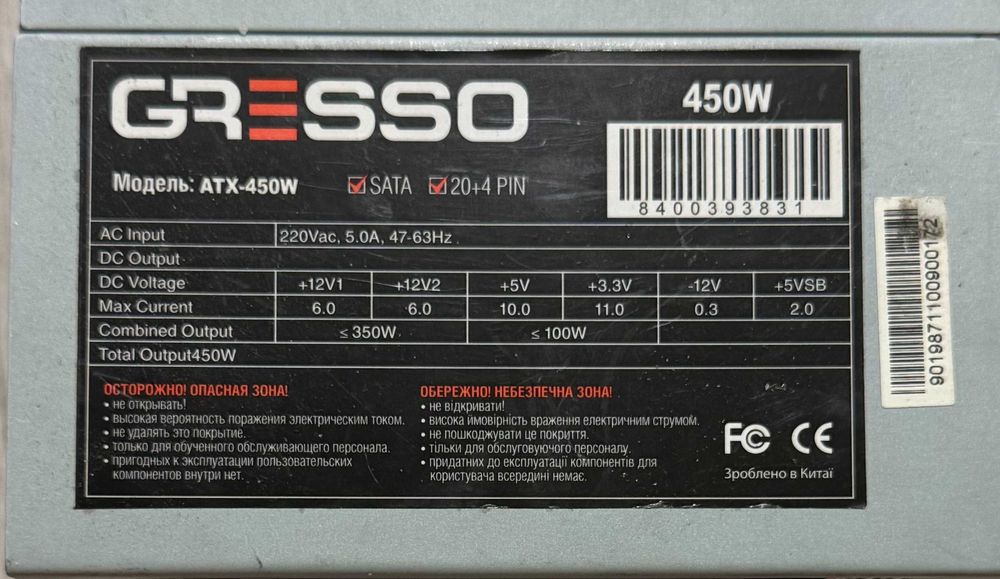 GRESSO
450W
Модель: ATX-450W SATA 20+4 PIN
8400393831
AC Input 220Vac, 5.0A, 47-63Hz
DC Output
DC Voltage +12V1 +12V2 +5V +3.3V -12V +5VSB
Max Current 6.0 6.0 10.0 11.0 0.3 2.0
Combined Output ≤ 350W ≤ 100W
Total Output450W
ОСТОРОЖНО! ОПАСНАЯ ЗОНА!
• не открывать!
• высокая вероятность поражения электрическим током.
• не удалять это покрытие.
• только для обученного обслуживающего персонала.
• пригодных к эксплуатации пользовательских
компонентов внутри нет.
ОБЕРЕЖНО! НЕБЕЗПЕЧНА ЗОНА!
• не відкривати!
• висока ймовірність враження електричним струмом.
• не пошкоджувати це покриття.
• тільки для обслуговуючого персоналу.
• придатних до експлуатації компонентів для
користувача всередині немає.
FC CE
Зроблено в Китаї
9019871100900172